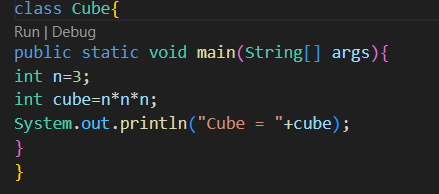 class Cube{
Run | Debug
public static void main(String[] args){
int n=3;
int cube=n*n*n;
System.out.println("Cube = "+cube);
}
}